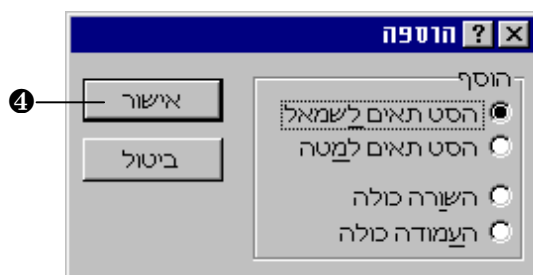 הוספה
הוסף
הסט תאים לשמאל
הסט תאים למטה
השורה כולה
העמודה כולה
אישור
ביטול
4